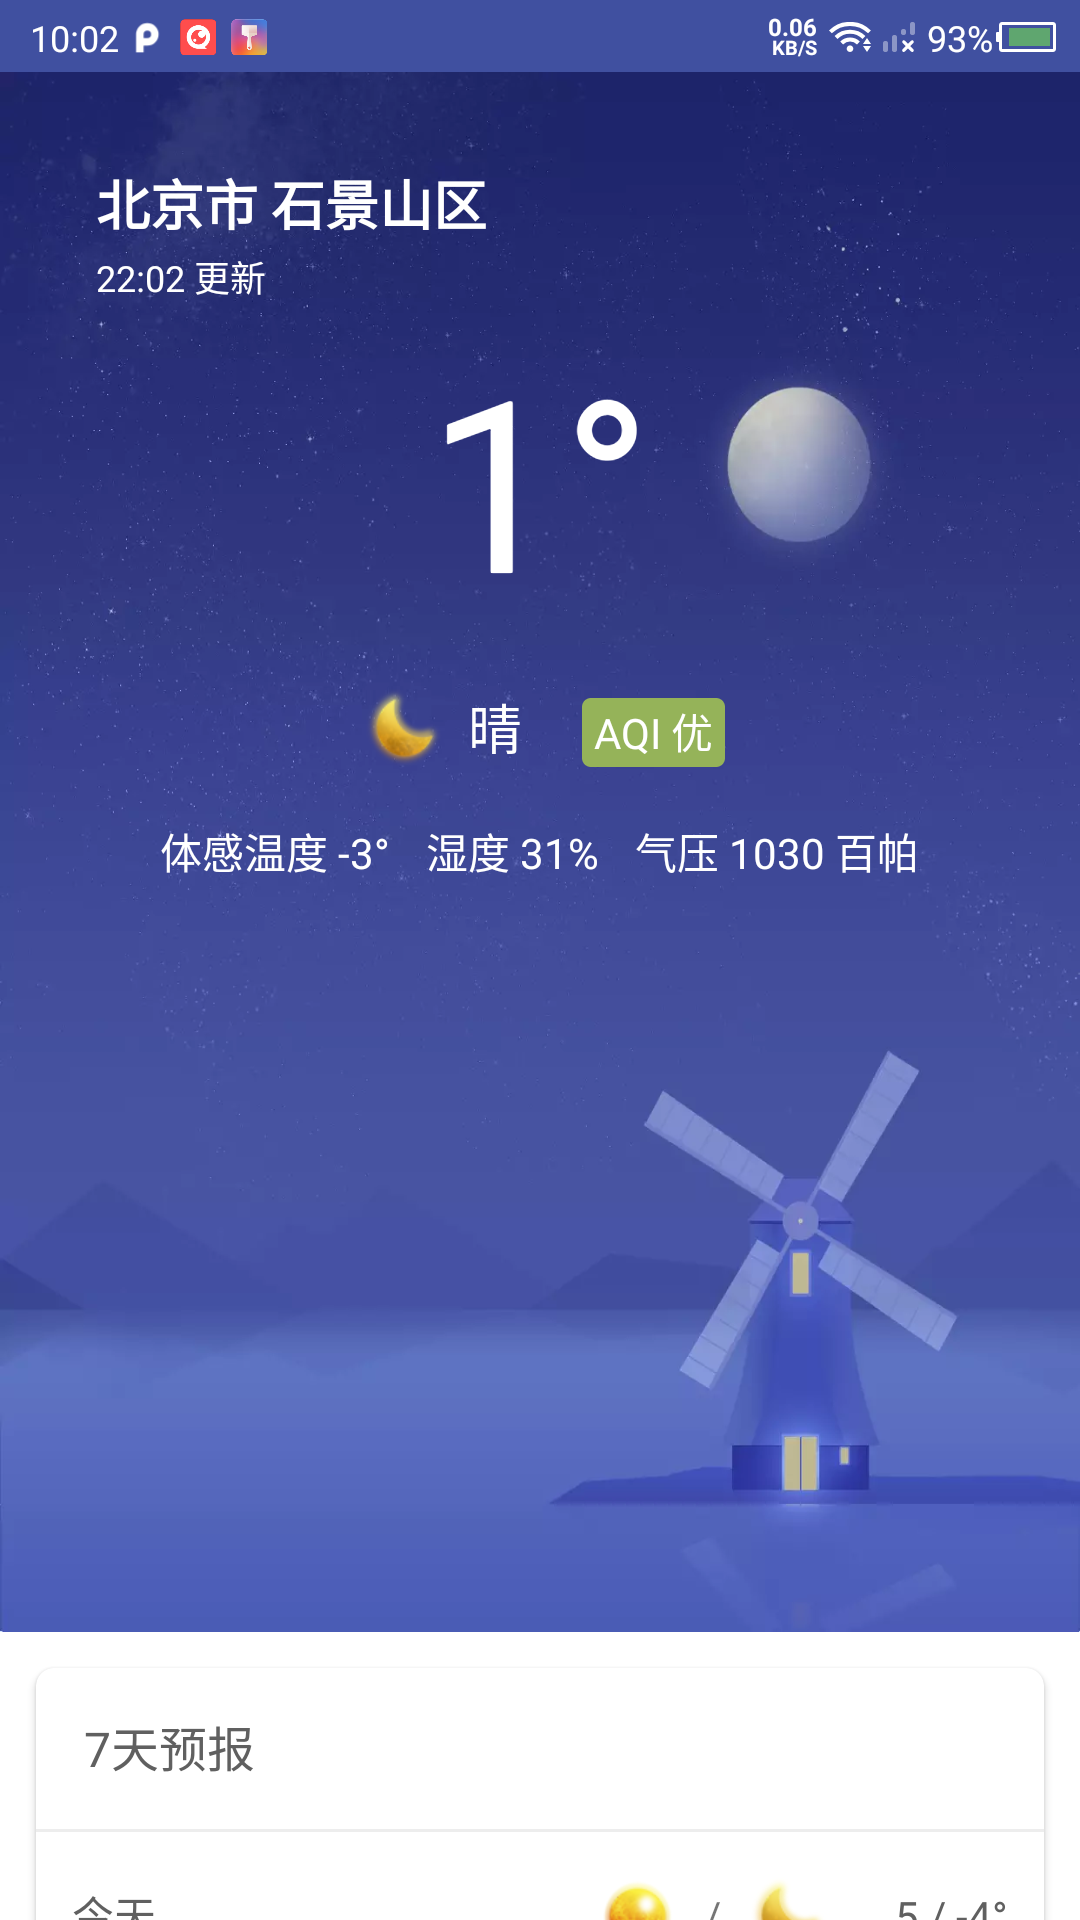 10:02
0.06 KB/S
93%
北京市 石景山区
22:02 更新
1°
晴 AQI 优
体感温度 -3° 湿度 31% 气压 1030 百帕
7天预报
今天 / 5 / -4°